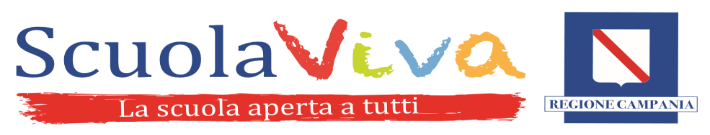 ScuolaViva
La scuola aperta a tutti
REGIONE CAMPANIA